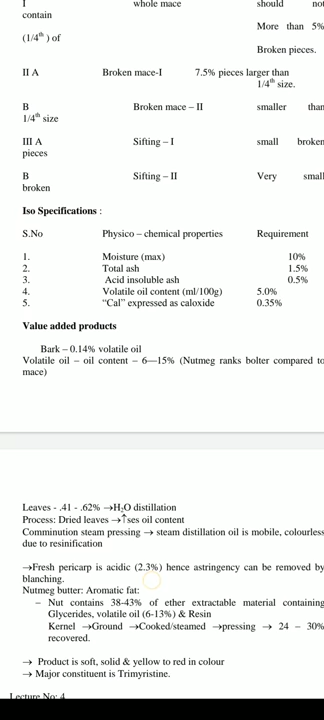 I whole mace should not
contain
More than 5%
(1/4th ) of
Broken pieces.
II A Broken mace-I 7.5% pieces larger than
1/4th size.
B Broken mace – II smaller than
1/4th size
III A Sifting – I small broken
pieces
B Sifting – II Very small
broken
Iso Specifications :
S.No Physico – chemical properties Requirement
1. Moisture (max) 10%
2. Total ash 1.5%
3. Acid insoluble ash 0.5%
4. Volatile oil content (ml/100g) 5.0%
5. “Cal” expressed as caloxide 0.35%
Value added products
Bark – 0.14% volatile oil
Volatile oil – oil content – 6—15% (Nutmeg ranks bolter compared to
mace)
Leaves - .41 - .62% →H2O distillation
Process: Dried leaves →↑ses oil content
Comminution steam pressing → steam distillation oil is mobile, colourless
due to resinification
→Fresh pericarp is acidic (2.3%) hence astringency can be removed by
blanching.
Nutmeg butter: Aromatic fat:
– Nut contains 38-43% of ether extractable material containing
Glycerides, volatile oil (6-13%) & Resin
Kernel →Ground →Cooked/steamed →pressing → 24 – 30%
recovered.
→ Product is soft, solid & yellow to red in colour
→ Major constituent is Trimyristine.
Lecture No: 4